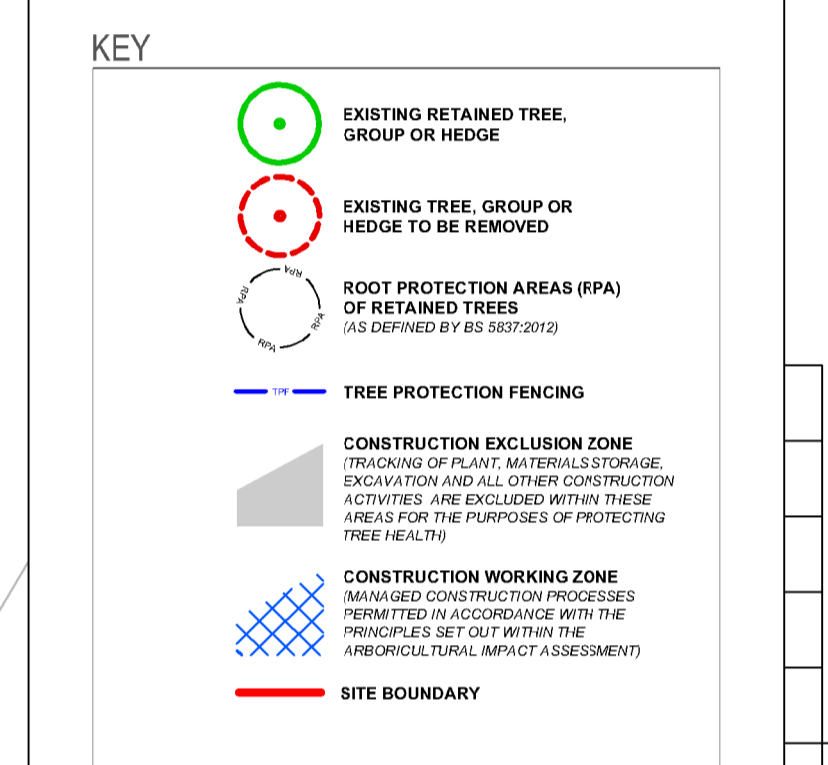 KEY
EXISTING RETAINED TREE,
GROUP OR HEDGE
EXISTING TREE, GROUP OR
HEDGE TO BE REMOVED
RPA
RPA
RPA
RPA
ROOT PROTECTION AREAS (RPA)
OF RETAINED TREES
(AS DEFINED BY BS 5837:2012)
TPF
TREE PROTECTION FENCING
CONSTRUCTION EXCLUSION ZONE
(TRACKING OF PLANT, MATERIALS STORAGE,
EXCAVATION AND ALL OTHER CONSTRUCTION
ACTIVITIES ARE EXCLUDED WITHIN THESE
AREAS FOR THE PURPOSES OF PROTECTING
TREE HEALTH)
CONSTRUCTION WORKING ZONE
(MANAGED CONSTRUCTION PROCESSES
PERMITTED IN ACCORDANCE WITH THE
PRINCIPLES SET OUT WITHIN THE
ARBORICULTURAL IMPACT ASSESSMENT)
SITE BOUNDARY